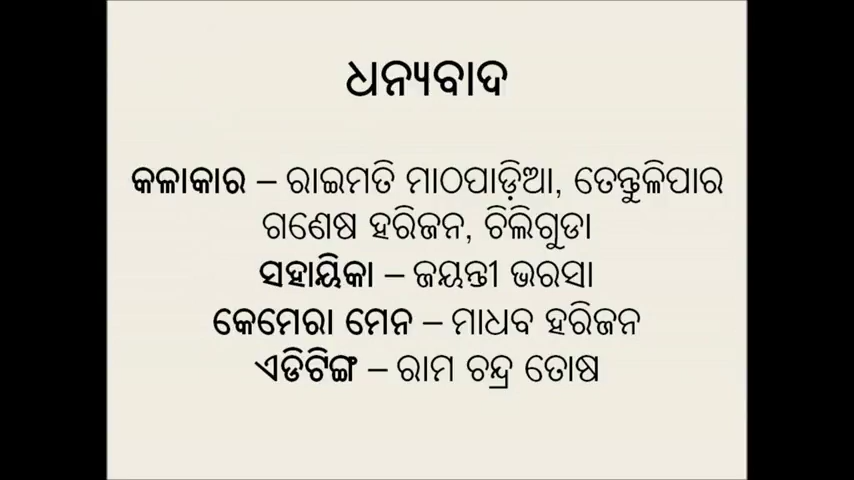 ଧନ୍ୟବାଦ
କଳାକାର – ରାଇମତି ମାଠପାଡ଼ିଆ, ତେନ୍ତୁଳିପାର
ଗଣେଷ ହରିଜନ, ଚିଲିଗୁଡା
ସହାୟିକା – ଜୟନ୍ତୀ ଭରସା
କେମେରା ମେନ – ମାଧବ ହରିଜନ
ଏଡିଟିଙ୍ଗ – ରାମ ଚନ୍ଦ୍ର ତୋଷ